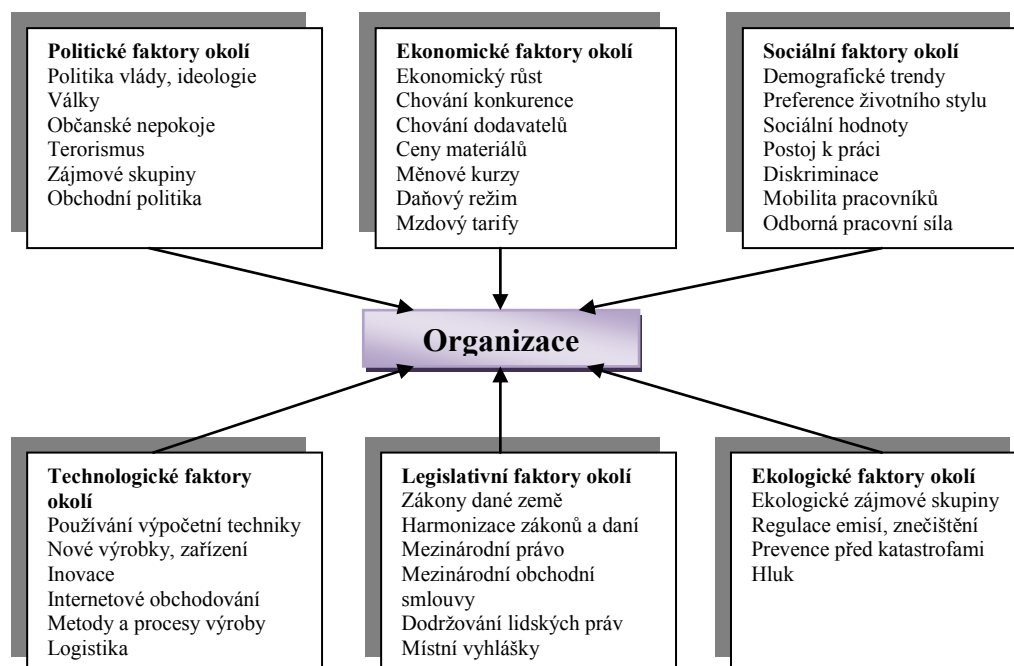 Politické faktory okolí
Politika vlády, ideologie
Války
Občanské nepokoje
Terorismus
Zájmové skupiny
Obchodní politika
Ekonomické faktory okolí
Ekonomický růst
Chování konkurence
Chování dodavatelů
Ceny materiálů
Měnové kurzy
Daňový režim
Mzdový tarify
Sociální faktory okolí
Demografické trendy
Preference životního stylu
Sociální hodnoty
Postoj k práci
Diskriminace
Mobilita pracovníků
Odborná pracovní síla
Organizace
Technologické faktory
okolí
Používání výpočetní techniky
Nové výrobky, zařízení
Inovace
Internetové obchodování
Metody a procesy výroby
Logistika
Legislativní faktory okolí
Zákony dané země
Harmonizace zákonů a daní
Mezinárodní právo
Mezinárodní obchodní
smlouvy
Dodržování lidských práv
Místní vyhlášky
Ekologické faktory okolí
Ekologické zájmové skupiny
Regulace emisí, znečištění
Prevence před katastrofami
Hluk